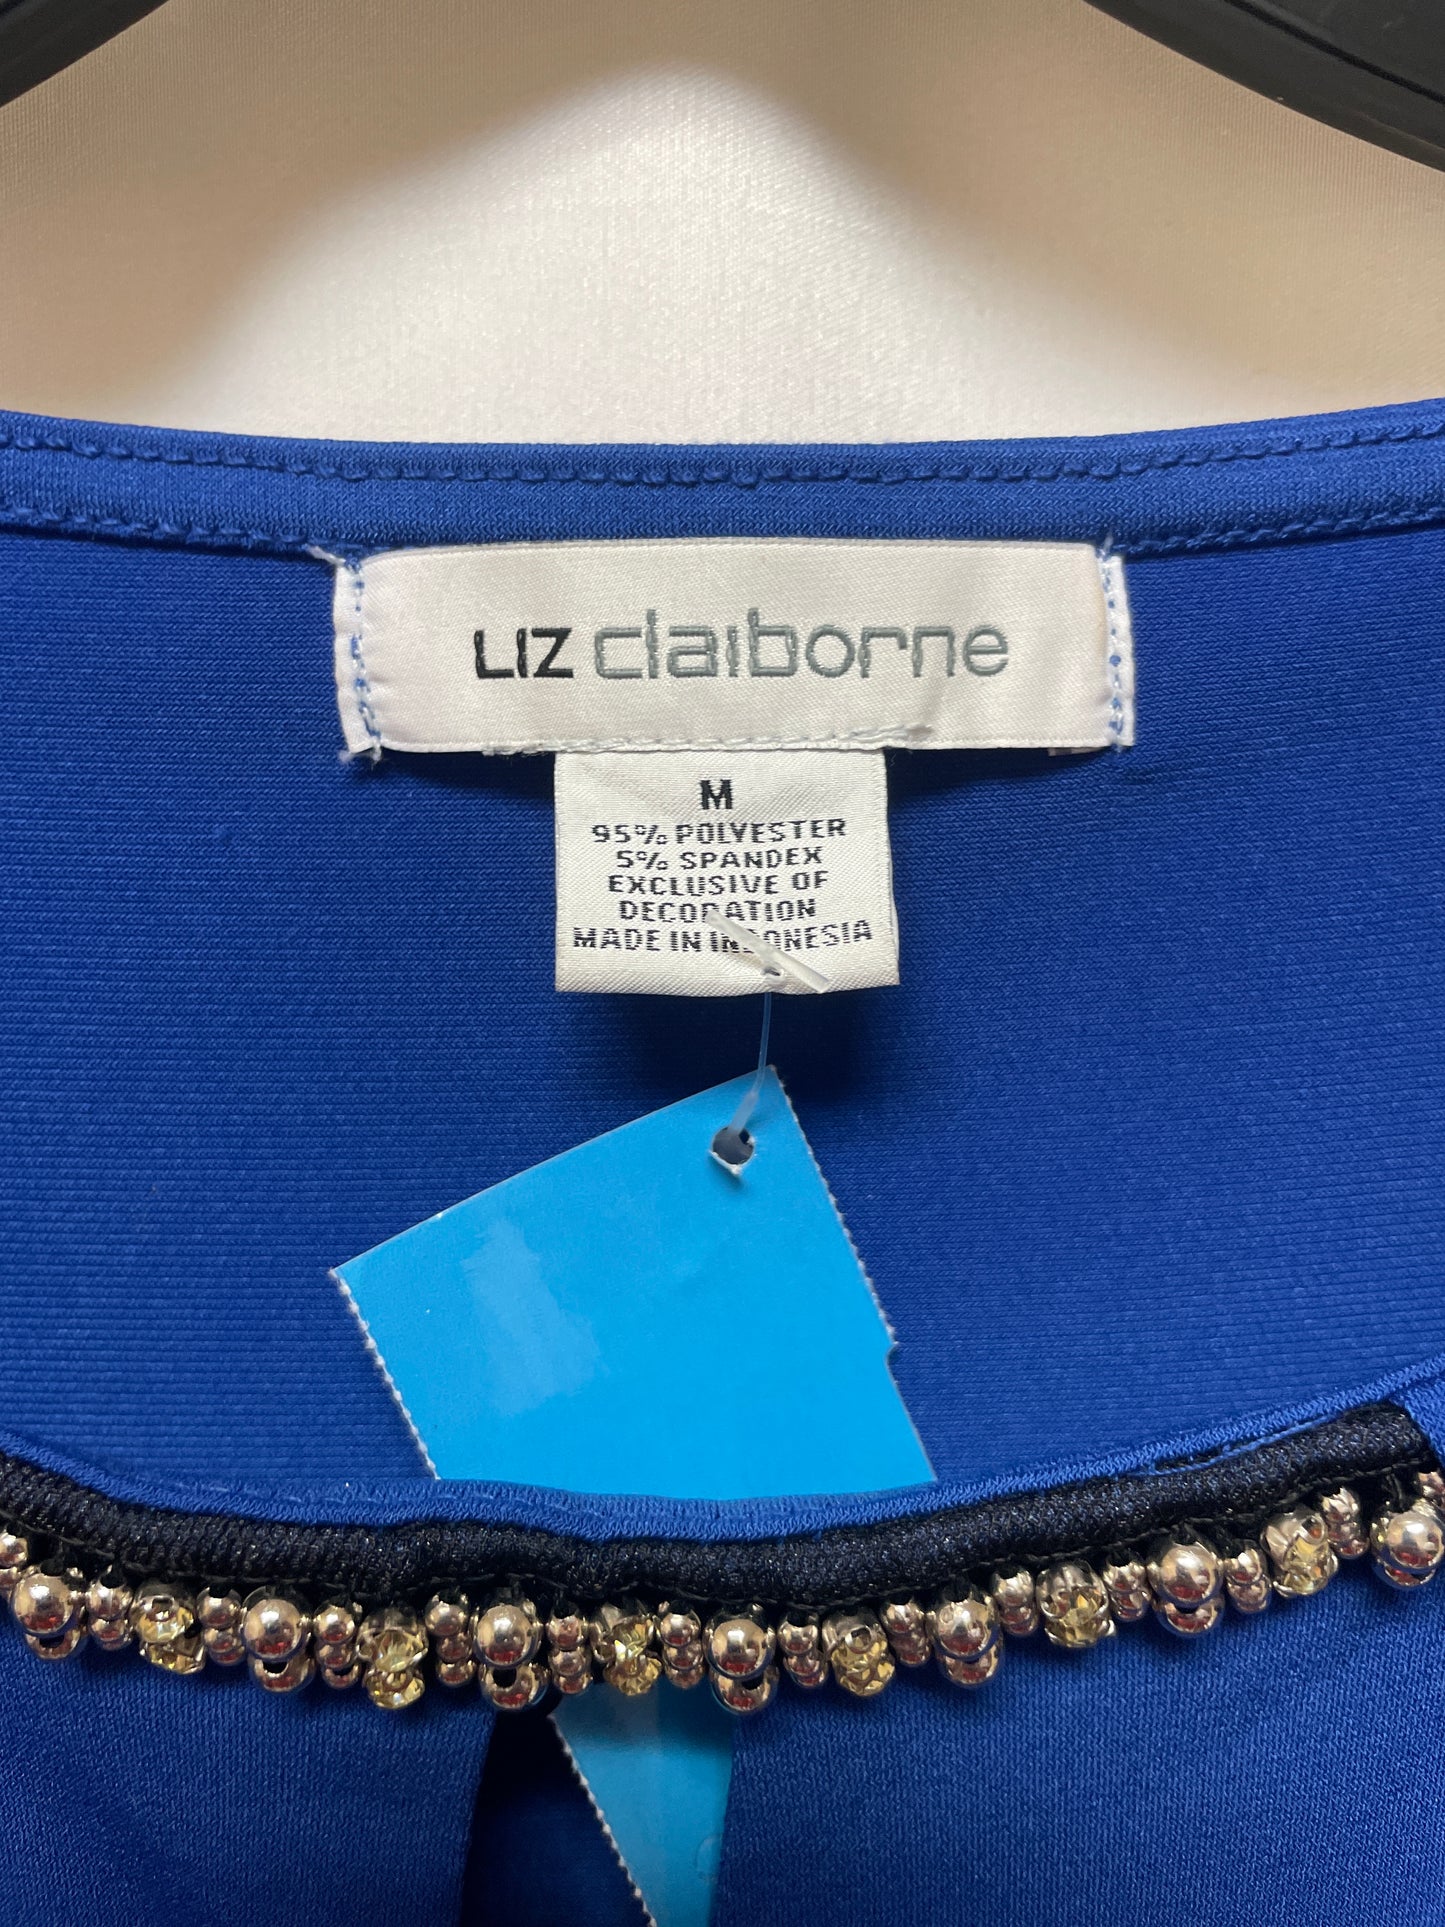 LIZ claiborne
M
95% POLYESTER
5% SPANDEX
EXCLUSIVE OF
DECORATION
MADE IN INDONESIA